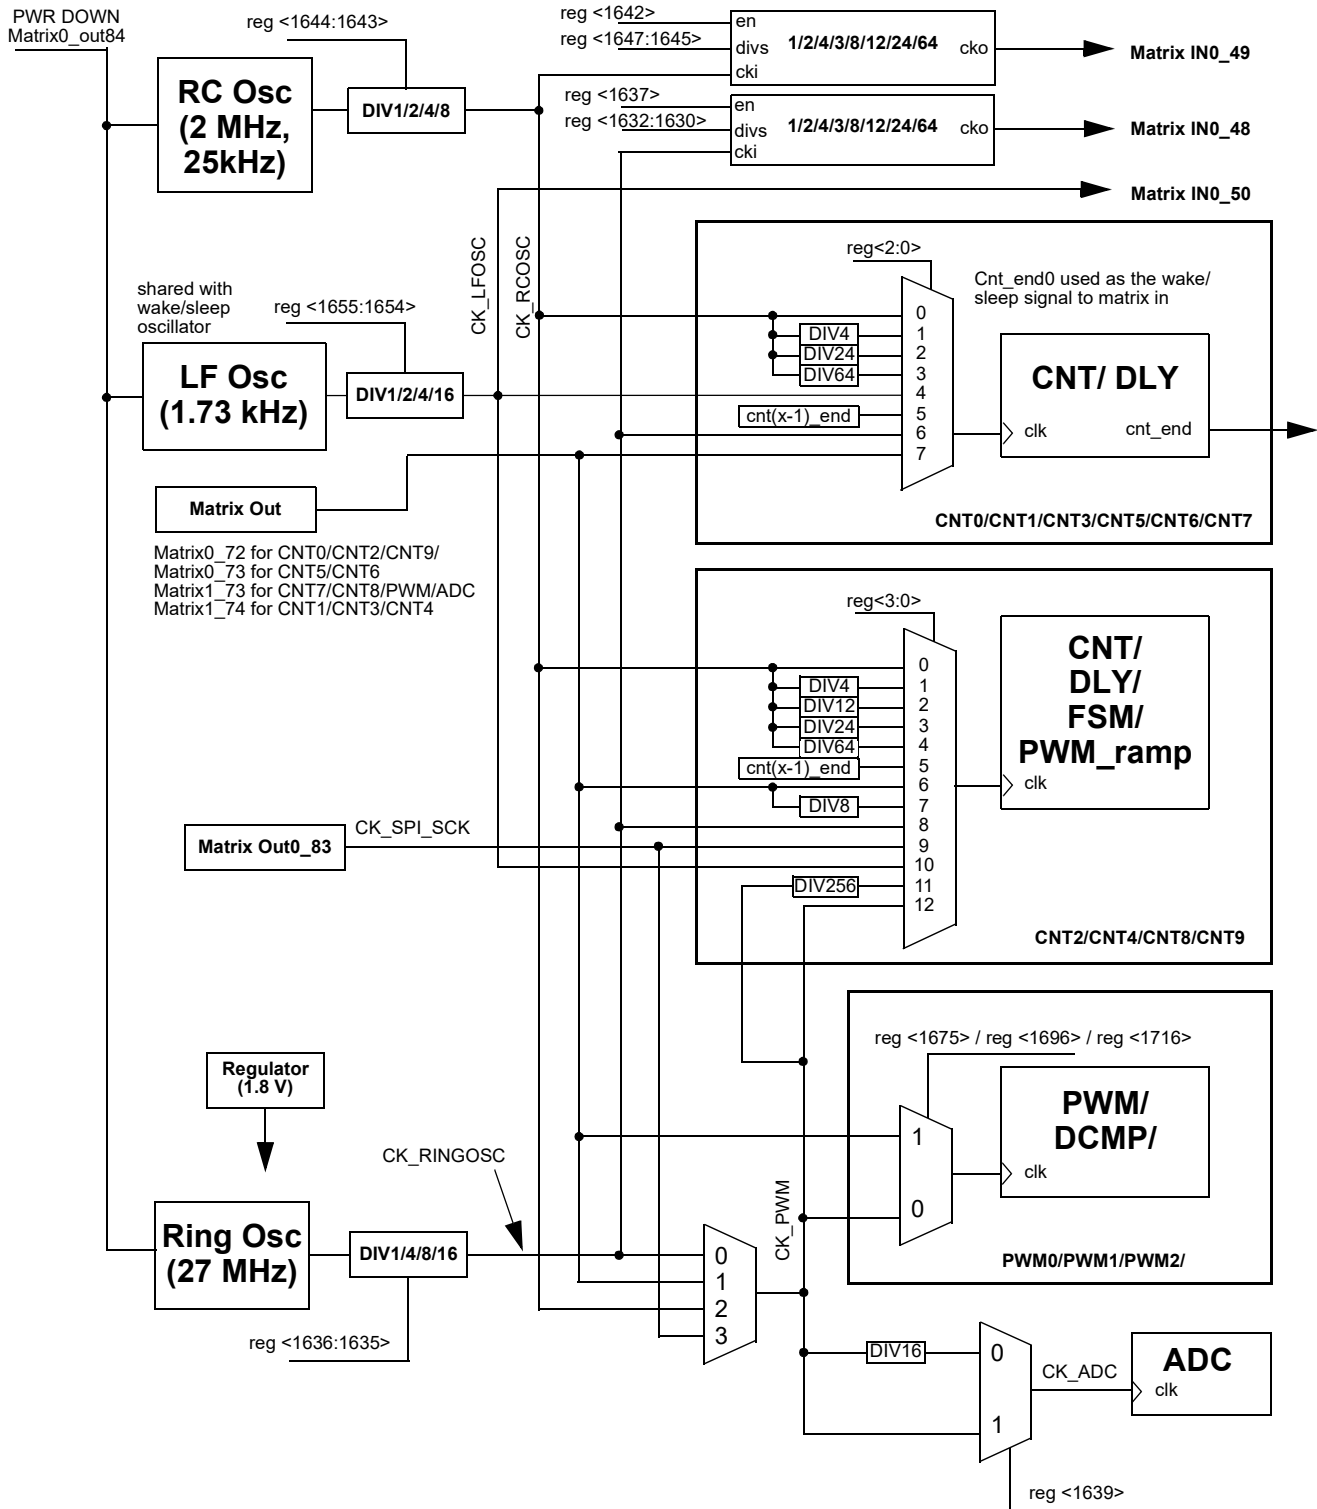 PWR DOWN
Matrix0_out84
reg <1644:1643>
RC Osc
(2 MHz,
25kHz)
DIV1/2/4/8
reg <1642>
reg <1647:1645>
en
divs
cki
1/2/4/3/8/12/24/64
cko
Matrix IN0_49
reg <1637>
reg <1632:1630>
en
divs
cki
1/2/4/3/8/12/24/64
cko
Matrix IN0_48
Matrix IN0_50
CK_LFOSC
CK_RCOSC
shared with
wake/sleep
oscillator
reg <1655:1654>
LF Osc
(1.73 kHz)
DIV1/2/4/16
reg<2:0>
Cnt_end0 used as the wake/
sleep signal to matrix in
0
DIV4
1
DIV24
2
DIV64
3
4
cnt(x-1)_end
5
6
7
CNT/ DLY
clk
cnt_end
CNT0/CNT1/CNT3/CNT5/CNT6/CNT7
Matrix Out
Matrix0_72 for CNT0/CNT2/CNT9/
Matrix0_73 for CNT5/CNT6
Matrix1_73 for CNT7/CNT8/PWM/ADC
Matrix1_74 for CNT1/CNT3/CNT4
reg<3:0>
0
DIV4
1
DIV12
2
DIV24
3
DIV64
4
cnt(x-1)_end
5
6
DIV8
7
8
9
10
DIV256
11
12
CNT/
DLY/
FSM/
PWM_ramp
clk
CNT2/CNT4/CNT8/CNT9
Matrix Out0_83
CK_SPI_SCK
reg <1675> / reg <1696> / reg <1716>
1
0
PWM/
DCMP/
clk
PWM0/PWM1/PWM2/
Regulator
(1.8 V)
CK_RINGOSC
Ring Osc
(27 MHz)
DIV1/4/8/16
reg <1636:1635>
0
1
2
3
CK_PWM
DIV16
0
1
CK_ADC
ADC
clk
reg <1639>